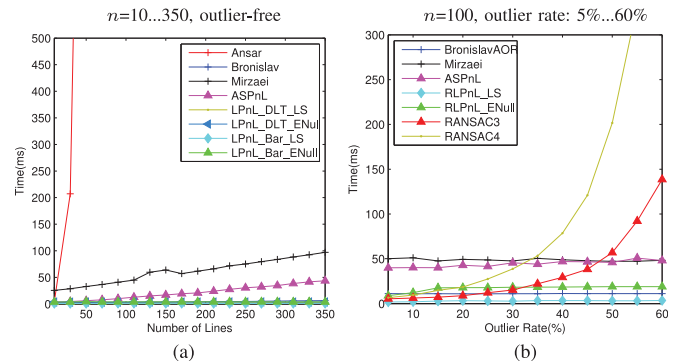 n=10...350, outlier-free
500
450
400
350
300
250
200
150
100
50
0
Time(ms)
Ansar
Bronislav
Mirzaei
ASPnL
LPnL_DLT_LS
LPnL_DLT_ENull
LPnL_Bar_LS
LPnL_Bar_ENull
50
100
150
200
250
300
350
Number of Lines
(a)
n=100, outlier rate: 5%...60%
300
250
200
150
100
50
0
Time(ms)
BronislavAOR
Mirzaei
ASPnL
RLPnL_LS
RLPnL_ENull
RANSAC3
RANSAC4
10
20
30
40
50
60
Outlier Rate(%)
(b)